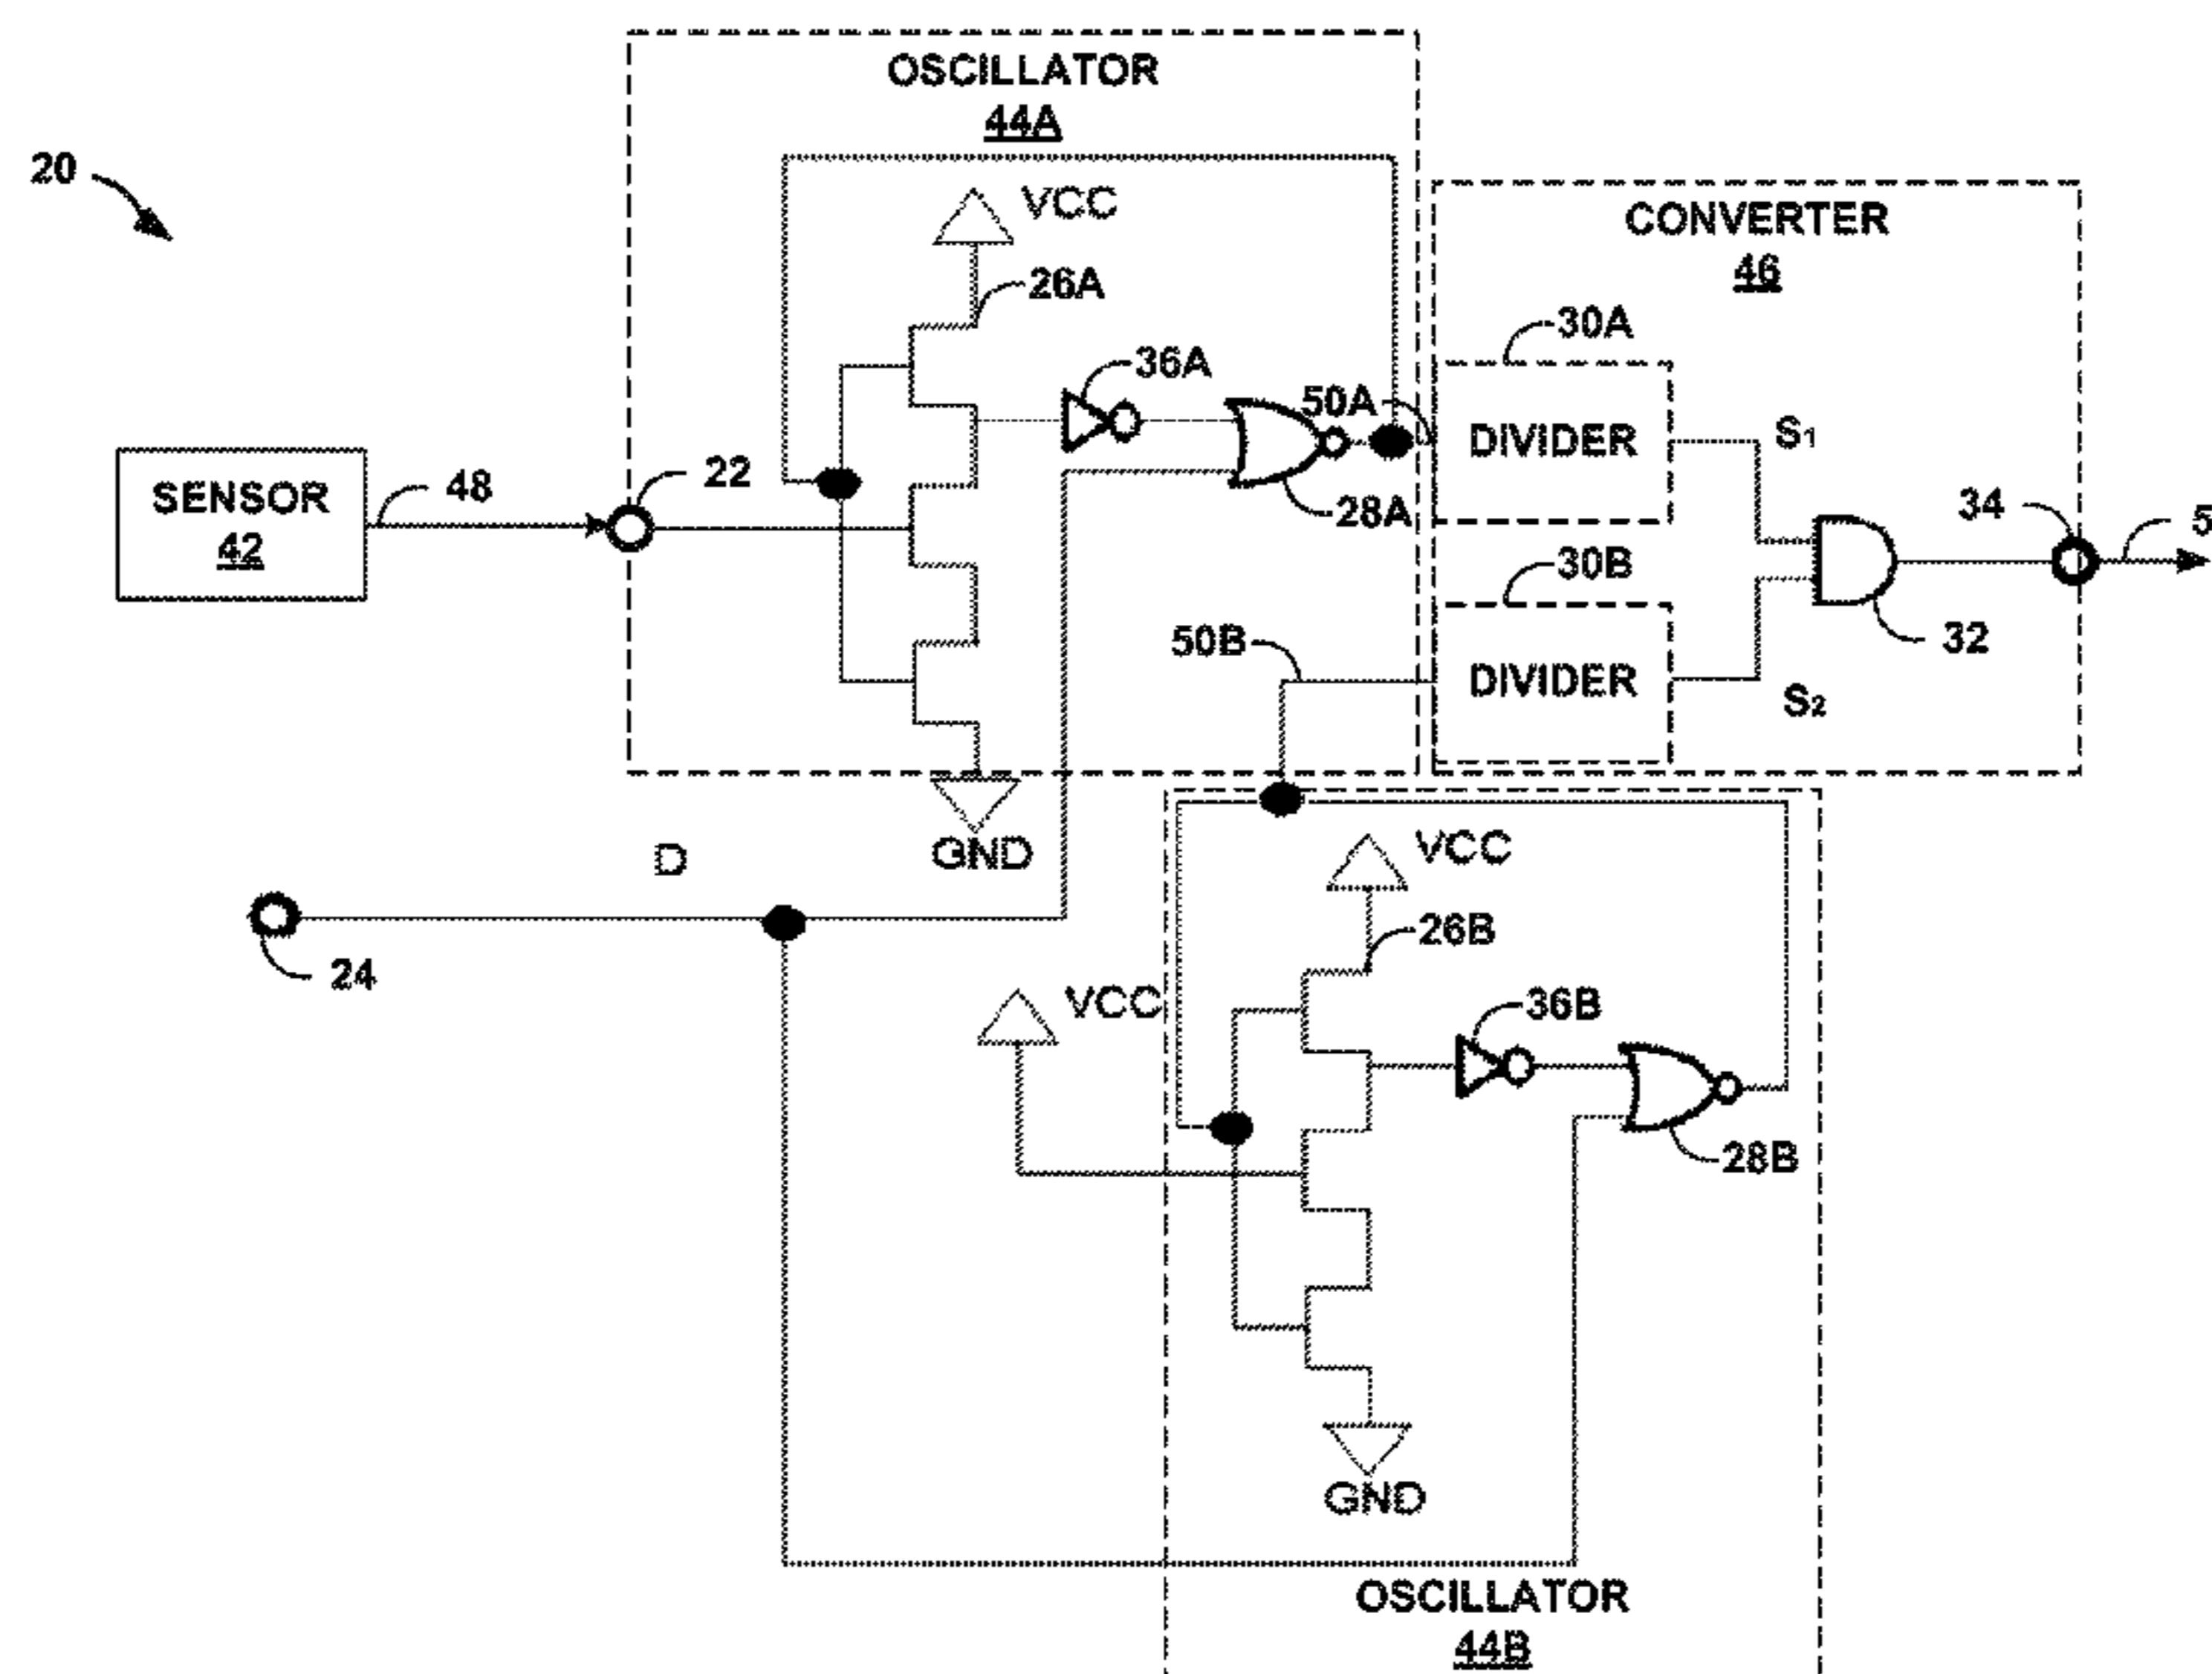 20
OSCILLATOR
44A
VCC
26A
36A
50A
28A
CONVERTER
46
30A
DIVIDER
S1
SENSOR
42
48
22
34
32
30B
DIVIDER
50B
S2
GND
D
24
VCC
26B
VCC
36B
28B
GND
OSCILLATOR
44B